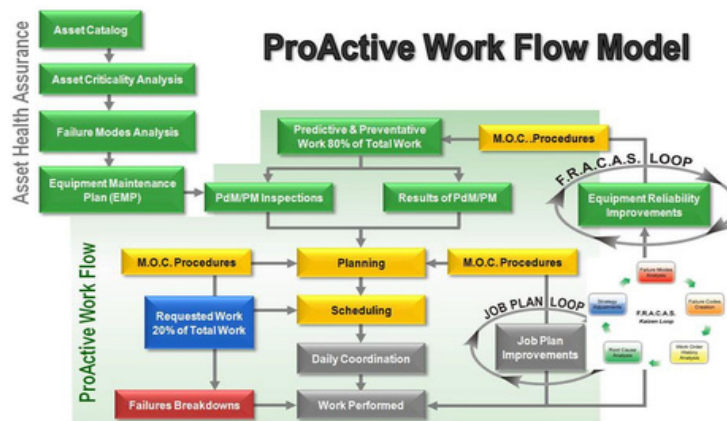 ProActive Work Flow Model
Asset Health Assurance
Asset Catalog
Asset Criticality Analysis
Failure Modes Analysis
Equipment Maintenance
Plan (EMP)
Predictive & Preventative
Work 80% of Total Work
M.O.C.. Procedures
F.R.A.C.A.S. LOOP
PdM/PM Inspections
Results of PdM/PM
Equipment Reliability
Improvements
ProActive Work Flow
M.O.C. Procedures
Planning
M.O.C. Procedures
Requested Work
20% of Total Work
Scheduling
JOB PLAN LOOP
Job Plan
Improvements
Daily Coordination
Failures Breakdowns
Work Performed
Failure Modes
Analysis
Strategy
Adjustments
Failure Codes
Creation
F.R.A.C.A.S.
Kaizen Loop
Root Cause
Analysis
Work Order
History Analysis